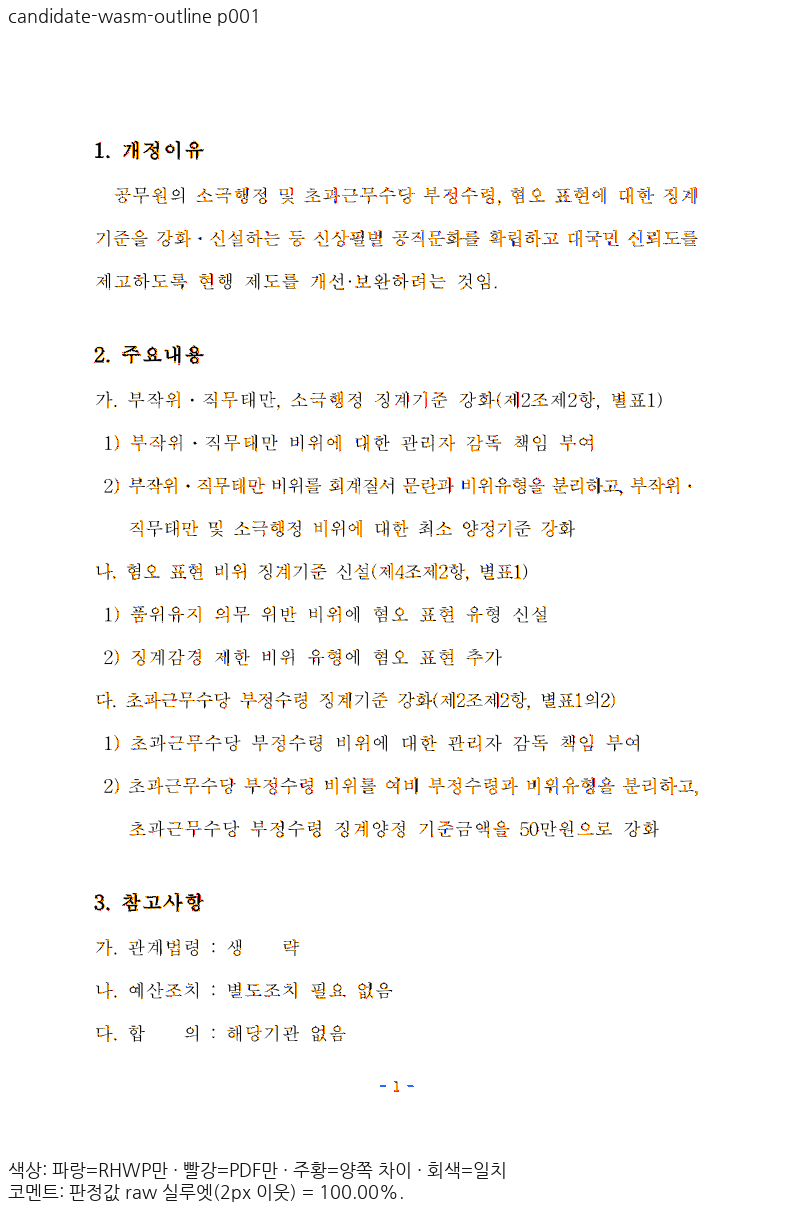 candidate-wasm-outline p001
1. 개정이유
공무원의 소극행정 및 초과근무수당 부정수령, 혐오 표현에 대한 징계
기준을 강화·신설하는 등 신상필벌 공직문화를 확립하고 대국민 신뢰도를
제고하도록 현행 제도를 개선·보완하려는 것임.
2. 주요내용
가. 부작위·직무태만, 소극행정 징계기준 강화(제2조제2항, 별표1)
1) 부작위·직무태만 비위에 대한 관리자 감독 책임 부여
2) 부작위·직무태만 비위를 회계질서 문란과 비위유형을 분리하고, 부작위·
직무태만 및 소극행정 비위에 대한 최소 양정기준 강화
나. 혐오 표현 비위 징계기준 신설(제4조제2항, 별표1)
1) 품위유지 의무 위반 비위에 혐오 표현 유형 신설
2) 징계감경 제한 비위 유형에 혐오 표현 추가
다. 초과근무수당 부정수령 징계기준 강화(제2조제2항, 별표1의2)
1) 초과근무수당 부정수령 비위에 대한 관리자 감독 책임 부여
2) 초과근무수당 부정수령 비위를 여비 부정수령과 비위유형을 분리하고,
초과근무수당 부정수령 징계양정 기준금액을 50만원으로 강화
3. 참고사항
가. 관계법령 : 생 략
나. 예산조치 : 별도조치 필요 없음
다. 합 의 : 해당기관 없음
- 1 -
색상: 파랑=RHWP만 · 빨강=PDF만 · 주황=양쪽 차이 · 회색=일치
코멘트: 판정값 raw 실루엣(2px 이웃) = 100.00%.